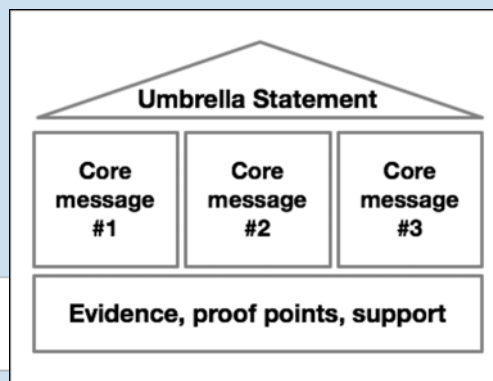 Umbrella Statement
Core
message
#1
Core
message
#2
Core
message
#3
Evidence, proof points, support